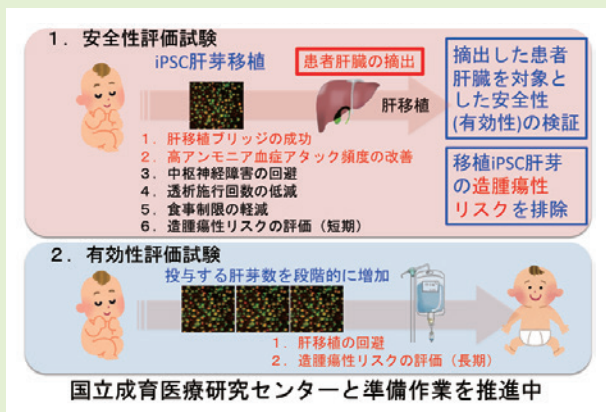 1．安全性評価試験
iPSC肝芽移植
患者肝臓の摘出
肝移植
1．肝移植ブリッジの成功
2．高アンモニア血症アタック頻度の改善
3．中枢神経障害の回避
4．透析施行回数の低減
5．食事制限の軽減
6．造腫瘍性リスクの評価（短期）
摘出した患者
肝臓を対象と
した安全性
(有効性)の検証
移植iPSC肝芽
の造腫瘍性
リスクを排除
2．有効性評価試験
投与する肝芽数を段階的に増加
1．肝移植の回避
2．造腫瘍性リスクの評価（長期）
国立成育医療研究センターと準備作業を推進中